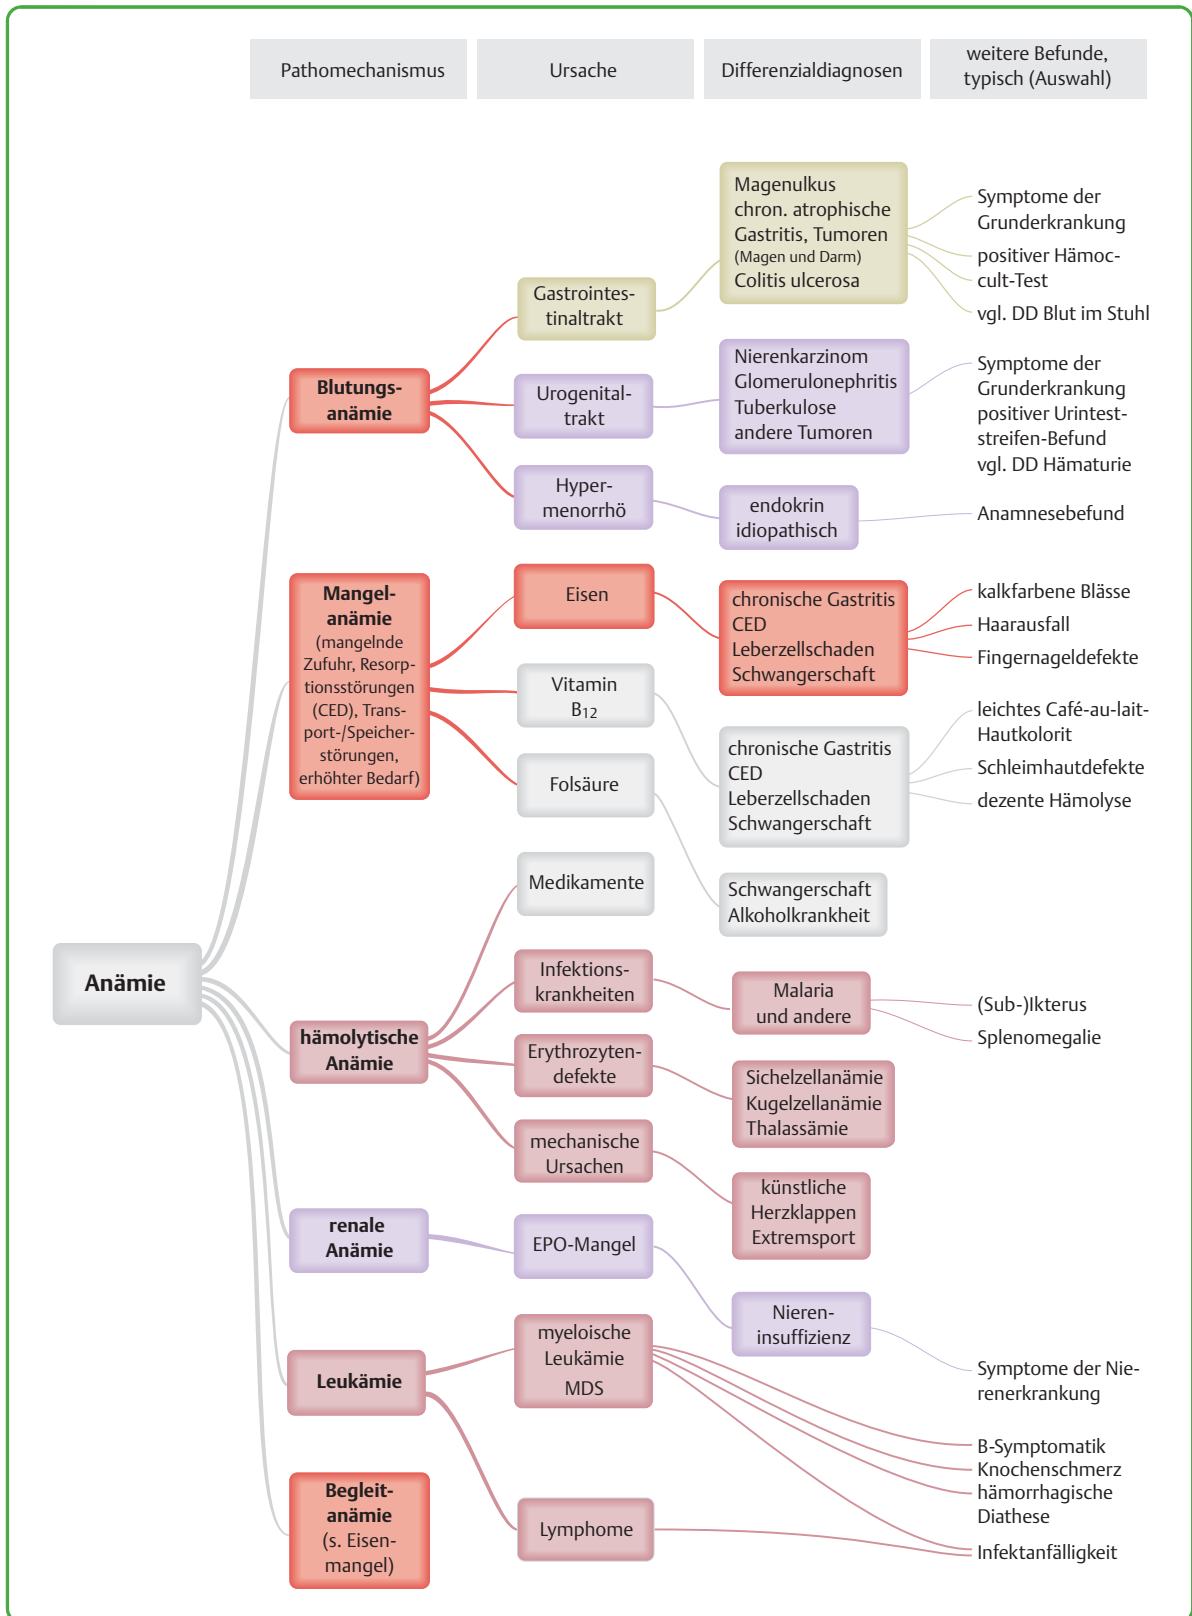 Pathomechanismus
Ursache
Differenzialdiagnosen
weitere Befunde,
typisch (Auswahl)
Magenulkus
chron. atrophische
Gastritis, Tumoren
(Magen und Darm)
Colitis ulcerosa
Symptome der
Grunderkrankung
positiver Hämoc-
cult-Test
vgl. DD Blut im Stuhl
Gastrointes-
tinaltrakt
Blutungs-
anämie
Urogenital-
trakt
Nierenkarzinom
Glomerulonephritis
Tuberkulose
andere Tumoren
Symptome der
Grunderkrankung
positiver Urintest-
streifen-Befund
vgl. DD Hämaturie
Hyper-
menorrhö
endokrin
idiopathisch
Anamnesebefund
Mangel-
anämie
(mangelnde
Zufuhr, Resorp-
tionsstörungen
(CED), Trans-
port-/Speicher-
störungen,
erhöhter Bedarf)
Eisen
chronische Gastritis
CED
Leberzellschaden
Schwangerschaft
kalkfarbene Blässe
Haarausfall
Fingernageldefekte
Vitamin
B12
chronische Gastritis
CED
Leberzellschaden
Schwangerschaft
leichtes Café-au-lait-
Hautkolorit
Schleimhautdefekte
dezente Hämolyse
Folsäure
Schwangerschaft
Alkoholkrankheit
Anämie
hämolytische
Anämie
Medikamente
Infektions-
krankheiten
Malaria
und andere
(Sub-)Ikterus
Splenomegalie
Erythrozyten-
defekte
Sichelzellanämie
Kugelzellanämie
Thalassämie
mechanische
Ursachen
künstliche
Herzklappen
Extremsport
renale
Anämie
EPO-Mangel
Nieren-
insuffizienz
Symptome der Nie-
renerkrankung
Leukämie
myeloische
Leukämie
MDS
B-Symptomatik
Knochenschmerz
hämorrhagische
Diathese
Infektanfälligkeit
Lymphome
Begleit-
anämie
(s. Eisen-
mangel)